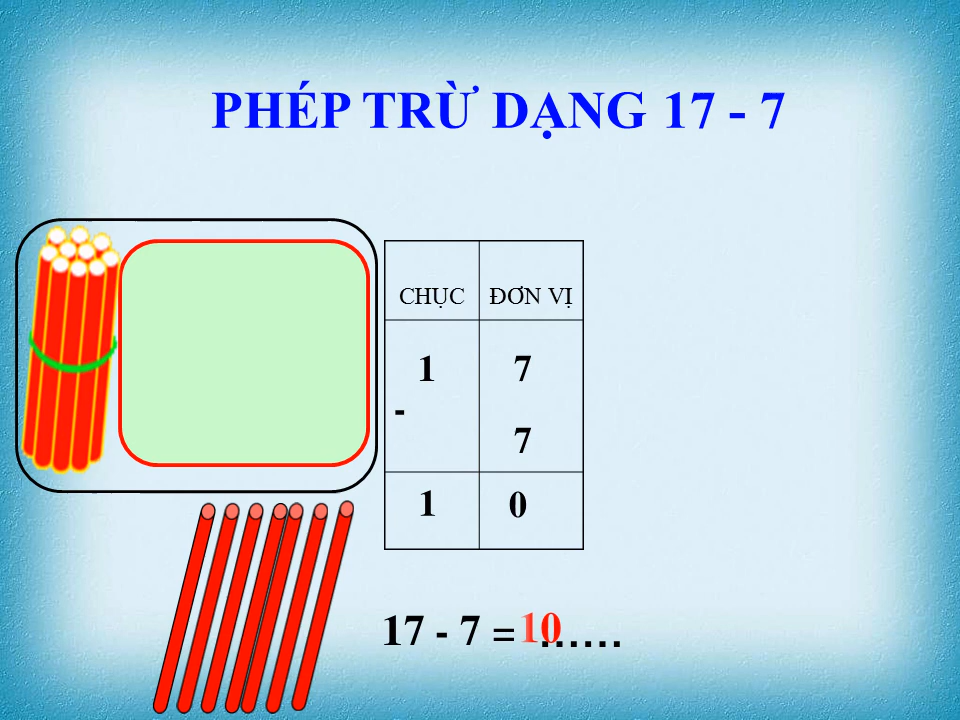 PHÉP TRỪ DẠNG 17 - 7
CHỤC ĐƠN VỊ
1 7
-
7
1 0
17 - 7 = 10 ......